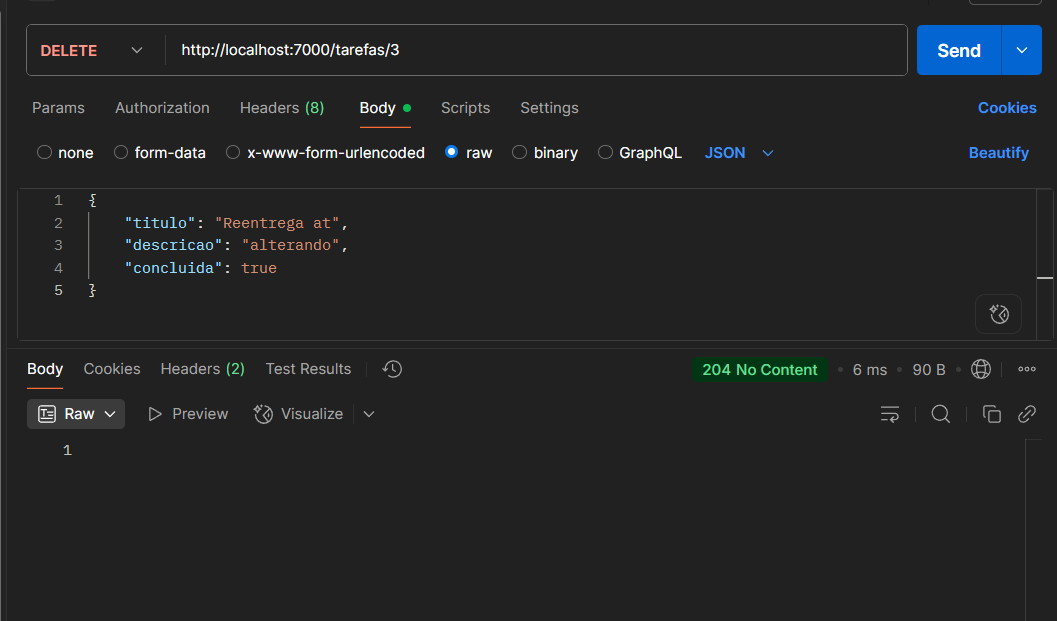 DELETE http://localhost:7000/tarefas/3 Send
Params Authorization Headers (8) Body Scripts Settings Cookies
none form-data x-www-form-urlencoded raw binary GraphQL JSON Beautify
1 {
2 "titulo": "Reentrega at",
3 "descricao": "alterando",
4 "concluida": true
5 }
Body Cookies Headers (2) Test Results 204 No Content • 6 ms • 90 B •
Raw Preview Visualize
1